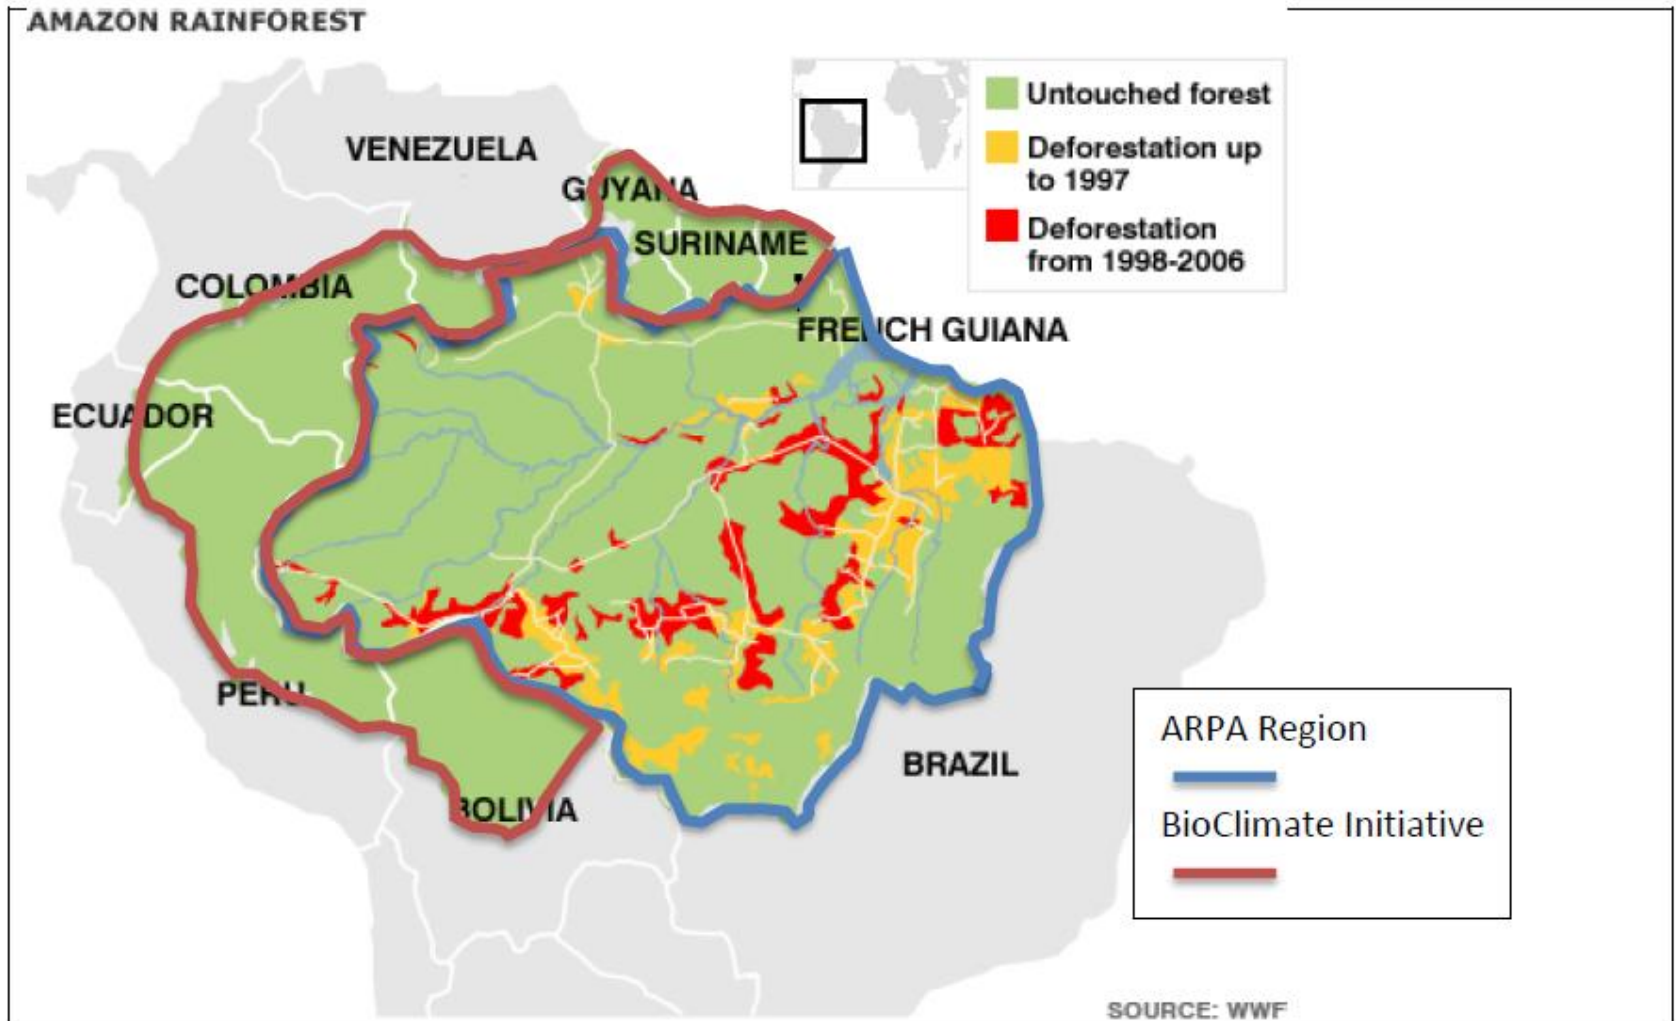 AMAZON RAINFOREST
Untouched forest
Deforestation up
to 1997
Deforestation
from 1998-2006
VENEZUELA
GUYANA
SURINAME
COLOMBIA
FRENCH GUIANA
ECUADOR
PERU
BRAZIL
BOLIVIA
ARPA Region
BioClimate Initiative
SOURCE: WWF